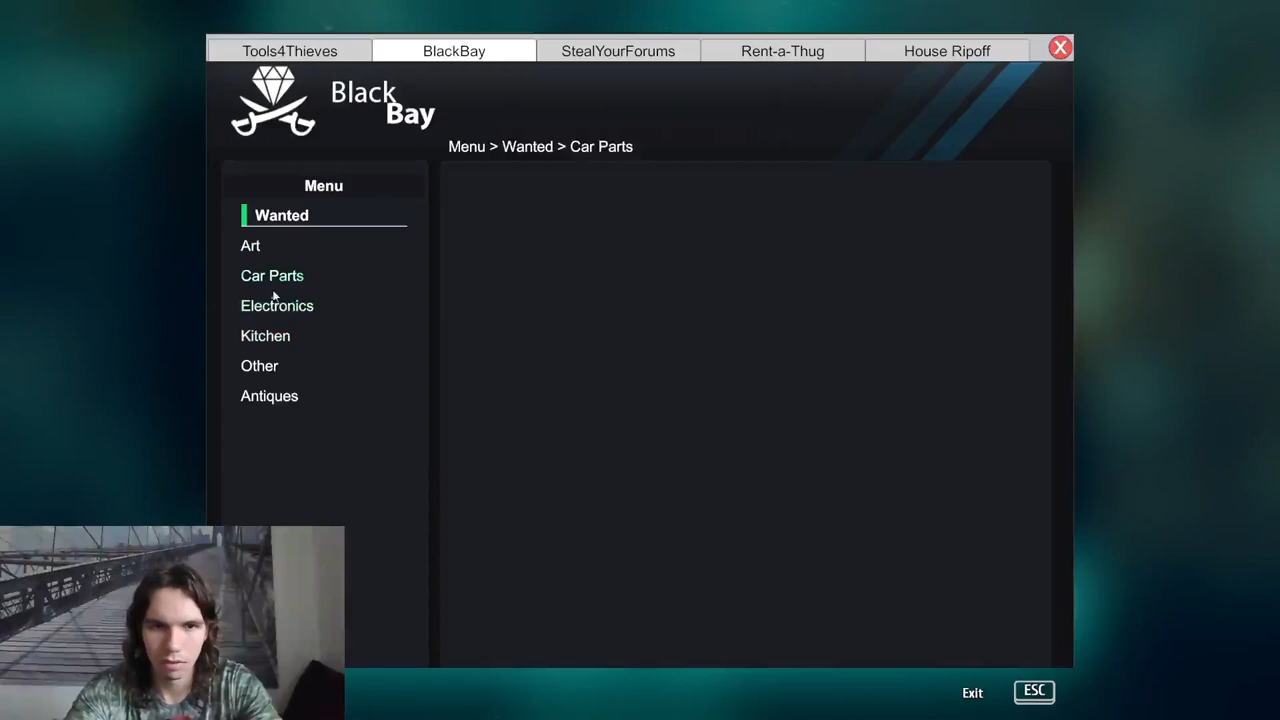 Tools4Thieves BlackBay StealYourForums Rent-a-Thug House Ripoff X
Black
Bay
Menu > Wanted > Car Parts
Menu
Wanted
Art
Car Parts
Electronics
Kitchen
Other
Antiques
Exit ESC